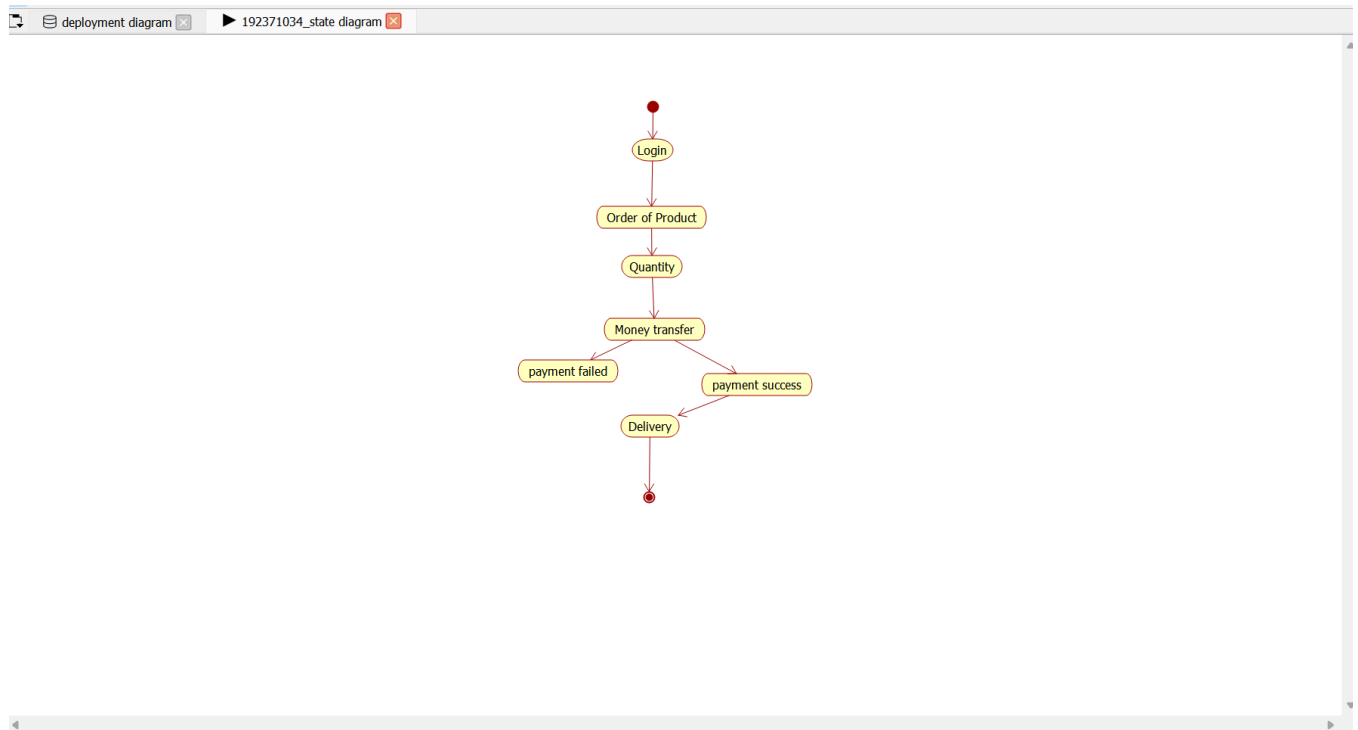 deployment diagram
192371034_state diagram
Login
Order of Product
Quantity
Money transfer
payment failed
payment success
Delivery